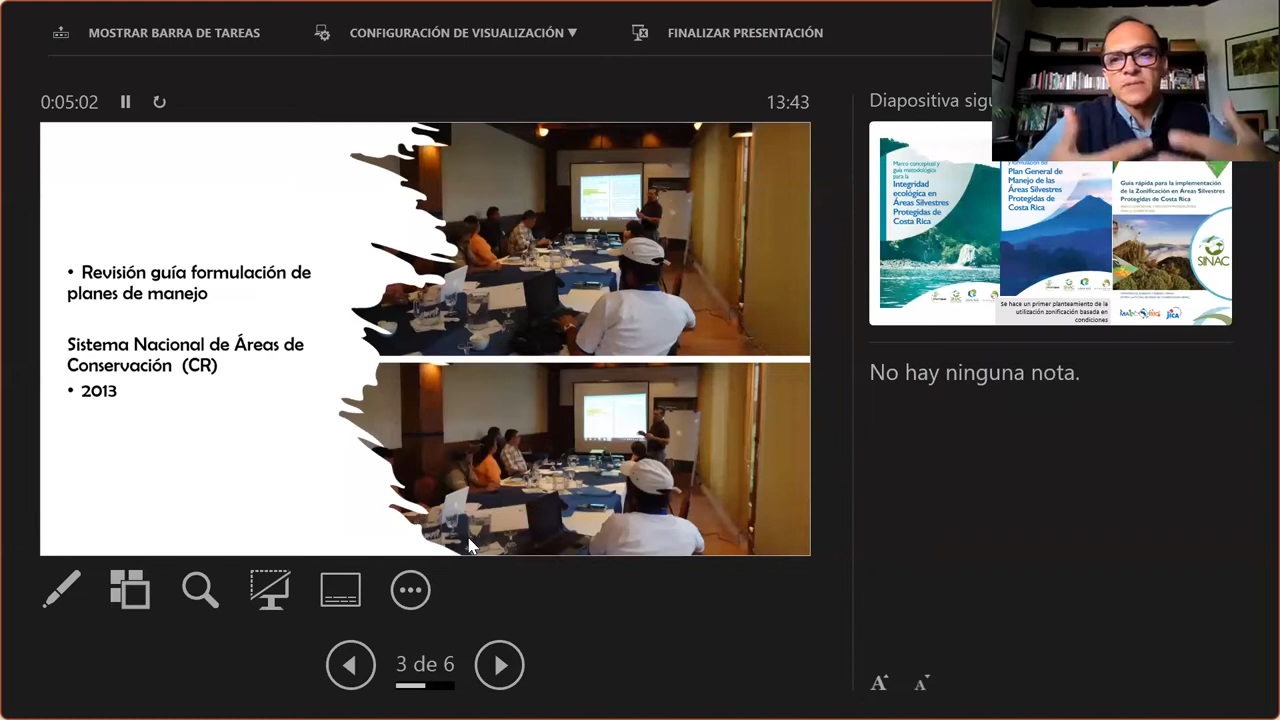 MOSTRAR BARRA DE TAREAS
CONFIGURACIÓN DE VISUALIZACIÓN ▼
FINALIZAR PRESENTACIÓN
0:05:02
13:43
• Revisión guía formulación de
planes de manejo
Sistema Nacional de Áreas de
Conservación (CR)
• 2013
3 de 6
Diapositiva sigu
Marco conceptual y
guía metodológica
para la
Integridad
ecológica en
Áreas Silvestres
Protegidas de
Costa Rica
Plan General de
Manejo de las
Áreas Silvestres
Protegidas de
Costa Rica
Se hace un primer planteamiento de la
utilización zonificación basada en
condiciones
Guía rápida para la implementación
de la Zonificación en Áreas Silvestres
Protegidas de Costa Rica
SINAC
jICA
No hay ninguna nota.
A A